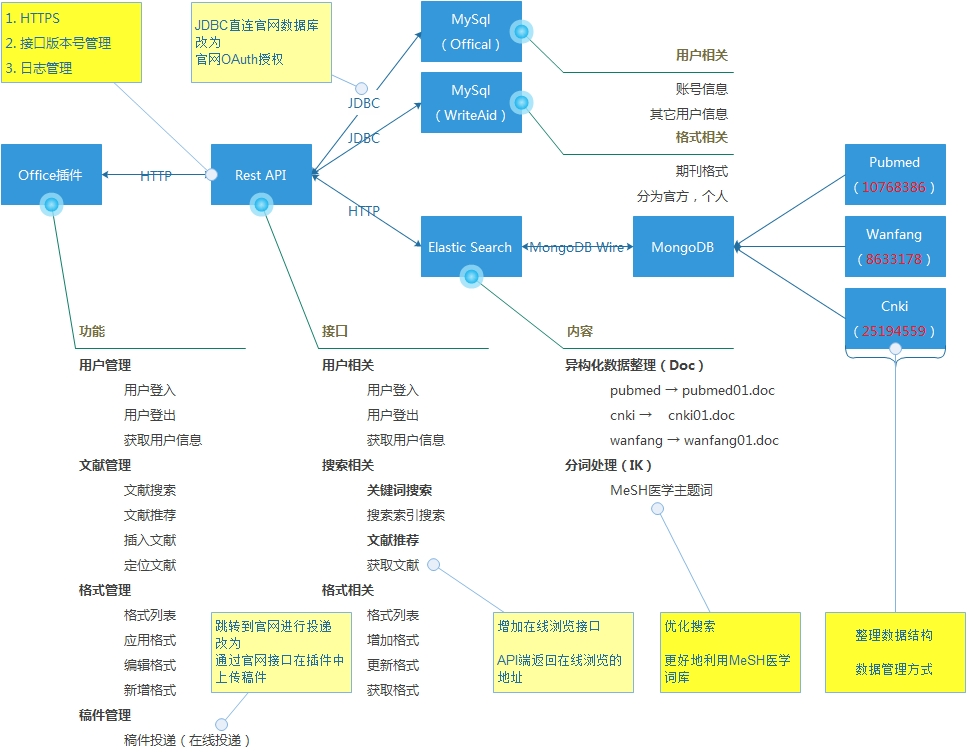 1. HTTPS
2. 接口版本号管理
3. 日志管理
JDBC直连官网数据库
改为
官网OAuth授权
MySql
（Offical）
MySql
（WriteAid）
JDBC
JDBC
HTTP
HTTP
用户相关
账号信息
其它用户信息
格式相关
期刊格式
分为官方，个人
Office插件
Rest API
Elastic Search
MongoDB Wire
MongoDB
Pubmed
（10768386）
Wanfang
（8633178）
Cnki
（25194559）
功能
用户管理
用户登入
用户登出
获取用户信息
文献管理
文献搜索
文献推荐
插入文献
定位文献
格式管理
格式列表
应用格式
编辑格式
新增格式
稿件管理
稿件投递（在线投递）
接口
用户相关
用户登入
用户登出
获取用户信息
搜索相关
关键词搜索
搜索索引搜索
文献推荐
获取文献
格式相关
格式列表
增加格式
更新格式
获取格式
内容
异构化数据整理（Doc）
pubmed → pubmed01.doc
cnki → cnki01.doc
wanfang → wanfang01.doc
分词处理（IK）
MeSH医学主题词
跳转到官网进行投递
改为
通过官网接口在插件中
上传稿件
增加在线浏览接口
API端返回在线浏览的
地址
优化搜索
更好地利用MeSH医学
词库
整理数据结构
数据管理方式